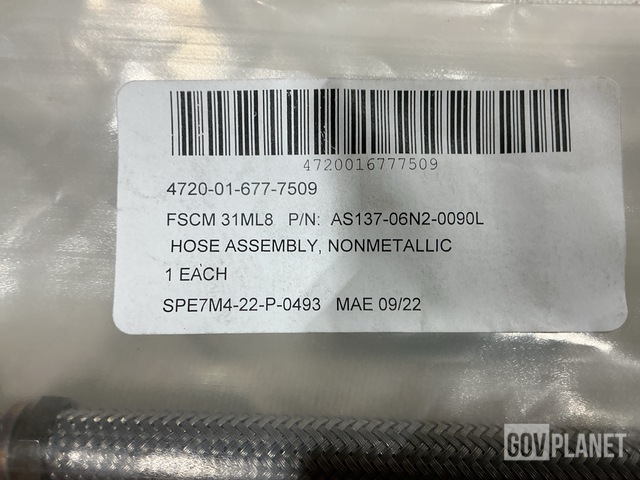 4720016777509
4720-01-677-7509
FSCM 31ML8 P/N: AS137-06N2-0090L
HOSE ASSEMBLY, NONMETALLIC
1 EACH
SPE7M4-22-P-0493 MAE 09/22
GOVPLANET